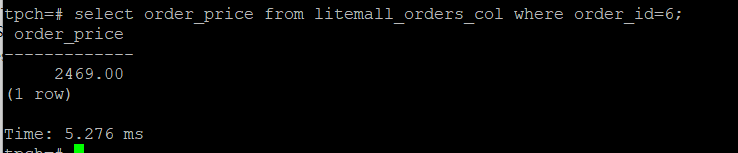 tpch=# select order_price from litemall_orders_col where order_id=6;
order_price
-------------
2469.00
(1 row)
Time: 5.276 ms
tpch=#